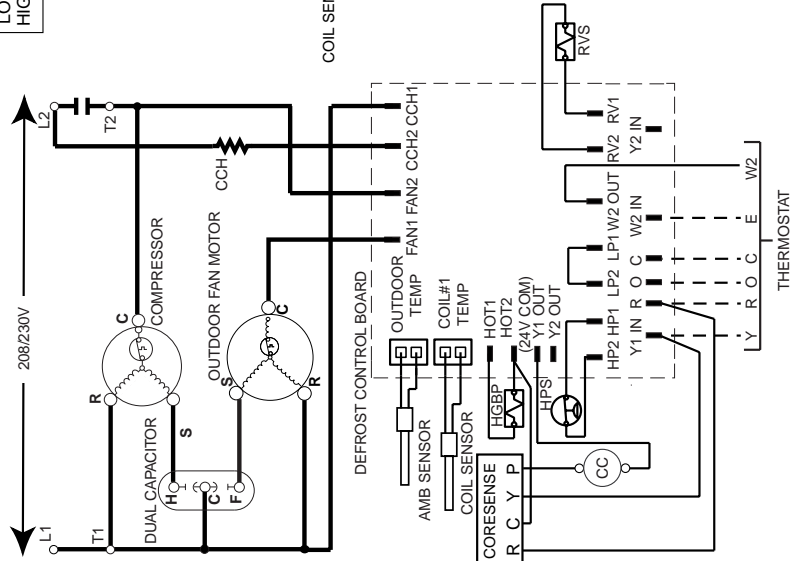 LO
HIG
COIL SEN
208/230V
L1
L2
T1
T2
CCH
COMPRESSOR
R
C
S
DUAL CAPACITOR
H
C
F
OUTDOOR FAN MOTOR
S
C
R
DEFROST CONTROL BOARD
FAN1 FAN2 CCH2 CCH1
OUTDOOR
TEMP
COIL#1
TEMP
AMB SENSOR
COIL SENSOR
HOT1
HOT2
(24V COM)
Y1 OUT
Y2 OUT
HGBP
HPS
HP2 HP1 LP2 LP1 W2 OUT RV2 RV1
Y1 IN R O C W2 IN Y2 IN
RVS
CORESENSE
R C Y P
CC
Y R O C E W2
THERMOSTAT